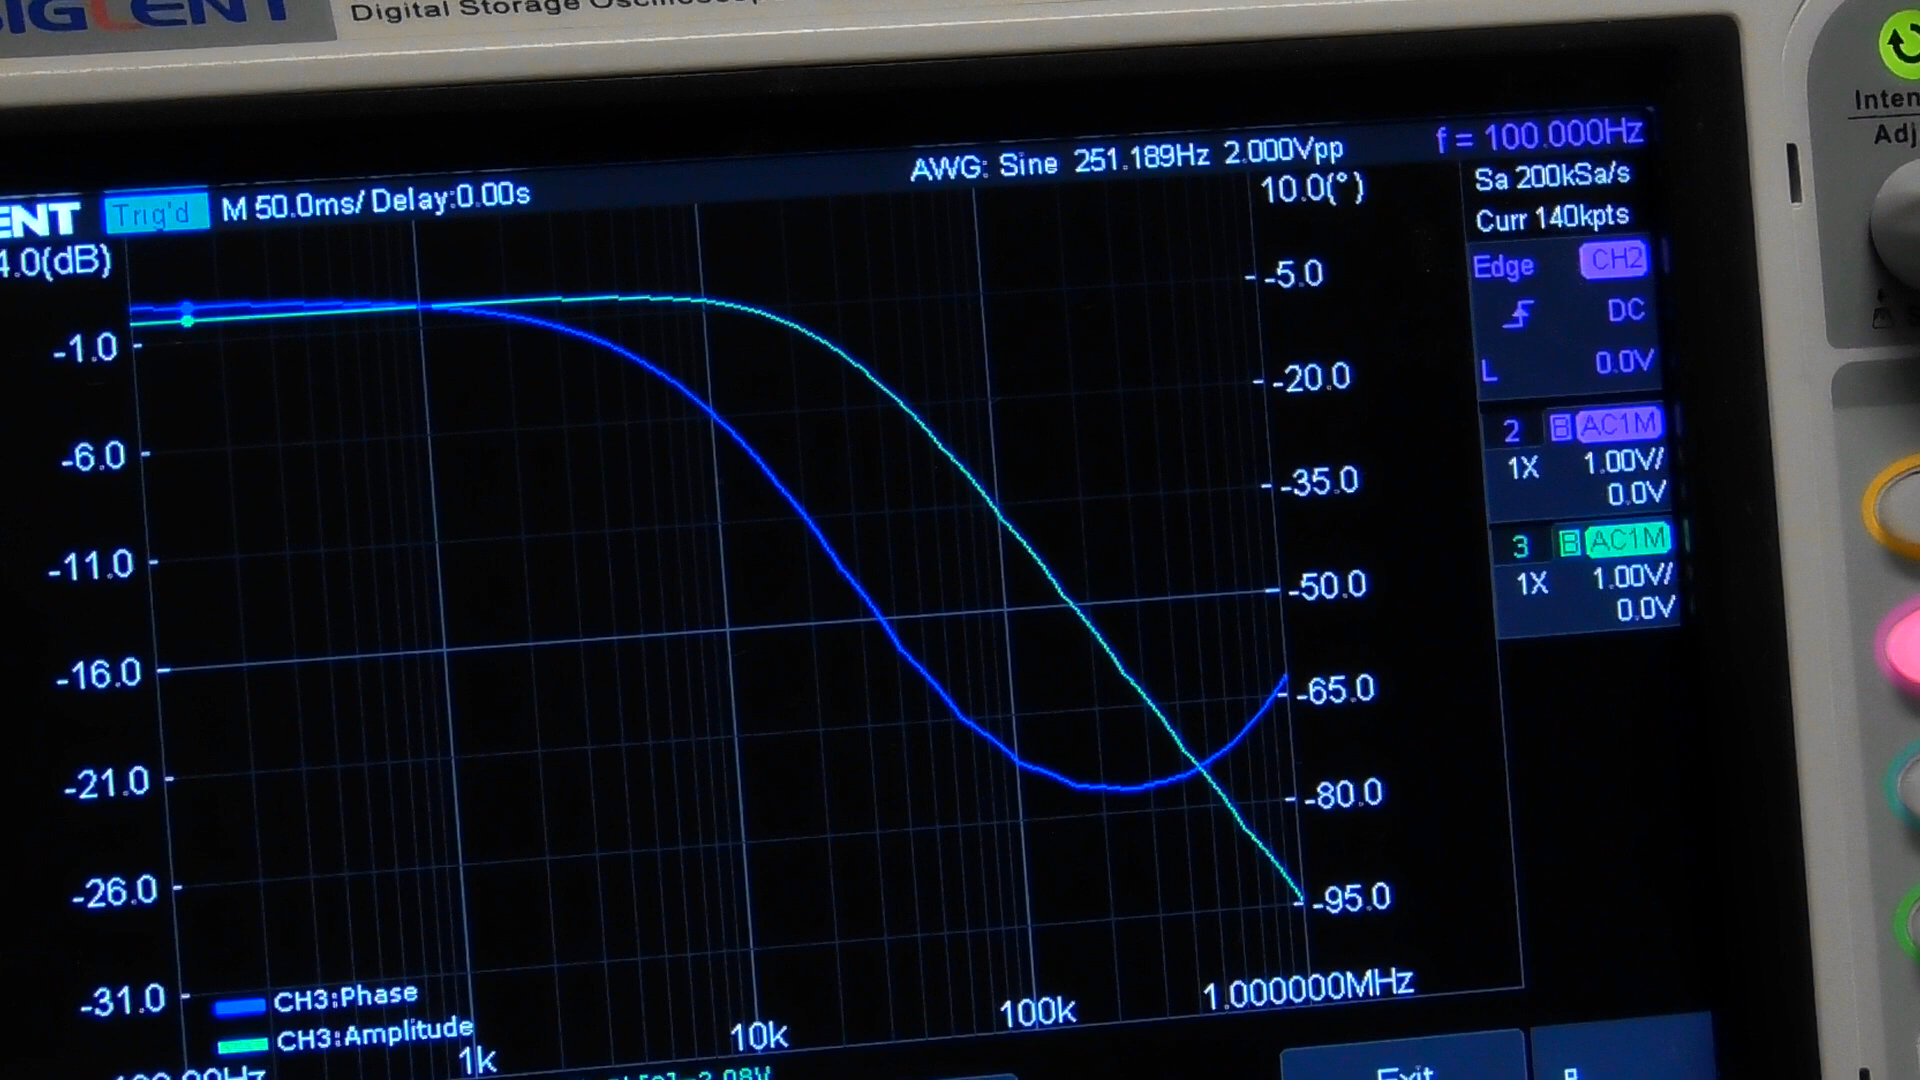 SIGLENT
Digital Storage
Inten
Adj
ENT Trig'd M 50.0ms/ Delay:0.00s AWG: Sine 251.189Hz 2.000Vpp f = 100.000Hz
4.0(dB)
-1.0
-6.0
-11.0
-16.0
-21.0
-26.0
-31.0
10.0(°)
-5.0
-20.0
-35.0
-50.0
-65.0
-80.0
-95.0
Sa 200kSa/s
Curr 140kpts
Edge CH2
DC
L 0.0V
2 B AC1M
1X 1.00V/
0.0V
3 B AC1M
1X 1.00V/
0.0V
CH3:Phase
CH3:Amplitude
1k 10k 100k 1.000000MHz
Exit